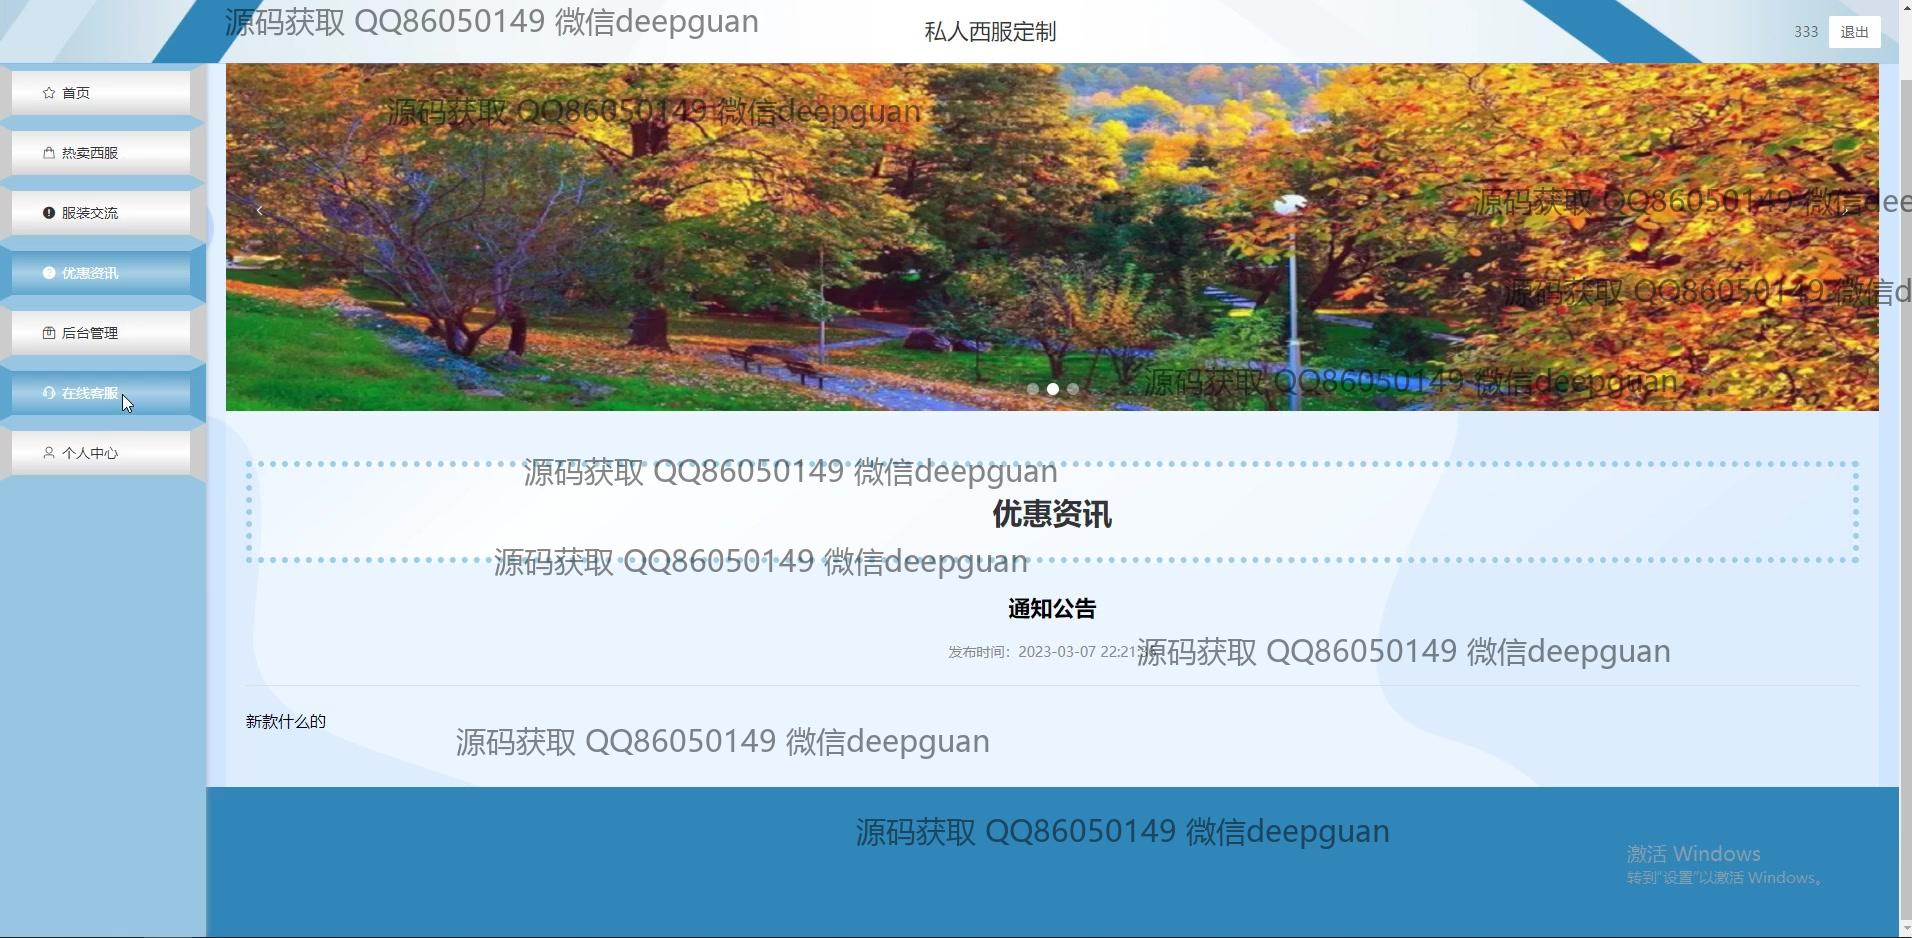 源码获取 QQ86050149 微信deepguan
私人西服定制
333
退出
首页
热卖西服
服装交流
优惠资讯
后台管理
在线客服
个人中心
源码获取 QQ86050149 微信deepguan
源码获取 QQ86050149 微信dee
源码获取 QQ86050149 微信d
源码获取 QQ86050149 微信deepguan
源码获取 QQ86050149 微信deepguan
优惠资讯
源码获取 QQ86050149 微信deepguan
通知公告
发布时间：2023-03-07 22:21:
源码获取 QQ86050149 微信deepguan
新款什么的
源码获取 QQ86050149 微信deepguan
源码获取 QQ86050149 微信deepguan
激活 Windows
转到"设置"以激活 Windows。